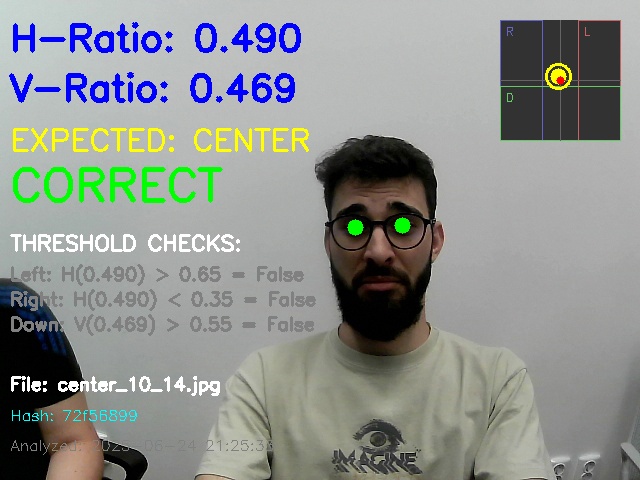 H-Ratio: 0.490
V-Ratio: 0.469
EXPECTED: CENTER
CORRECT
THRESHOLD CHECKS:
Left: H(0.490) > 0.65 = False
Right: H(0.490) < 0.35 = False
Down: V(0.469) > 0.55 = False
File: center_10_14.jpg
Hash: 72f56899
Analyzed:
R
L
D
IMAGINE